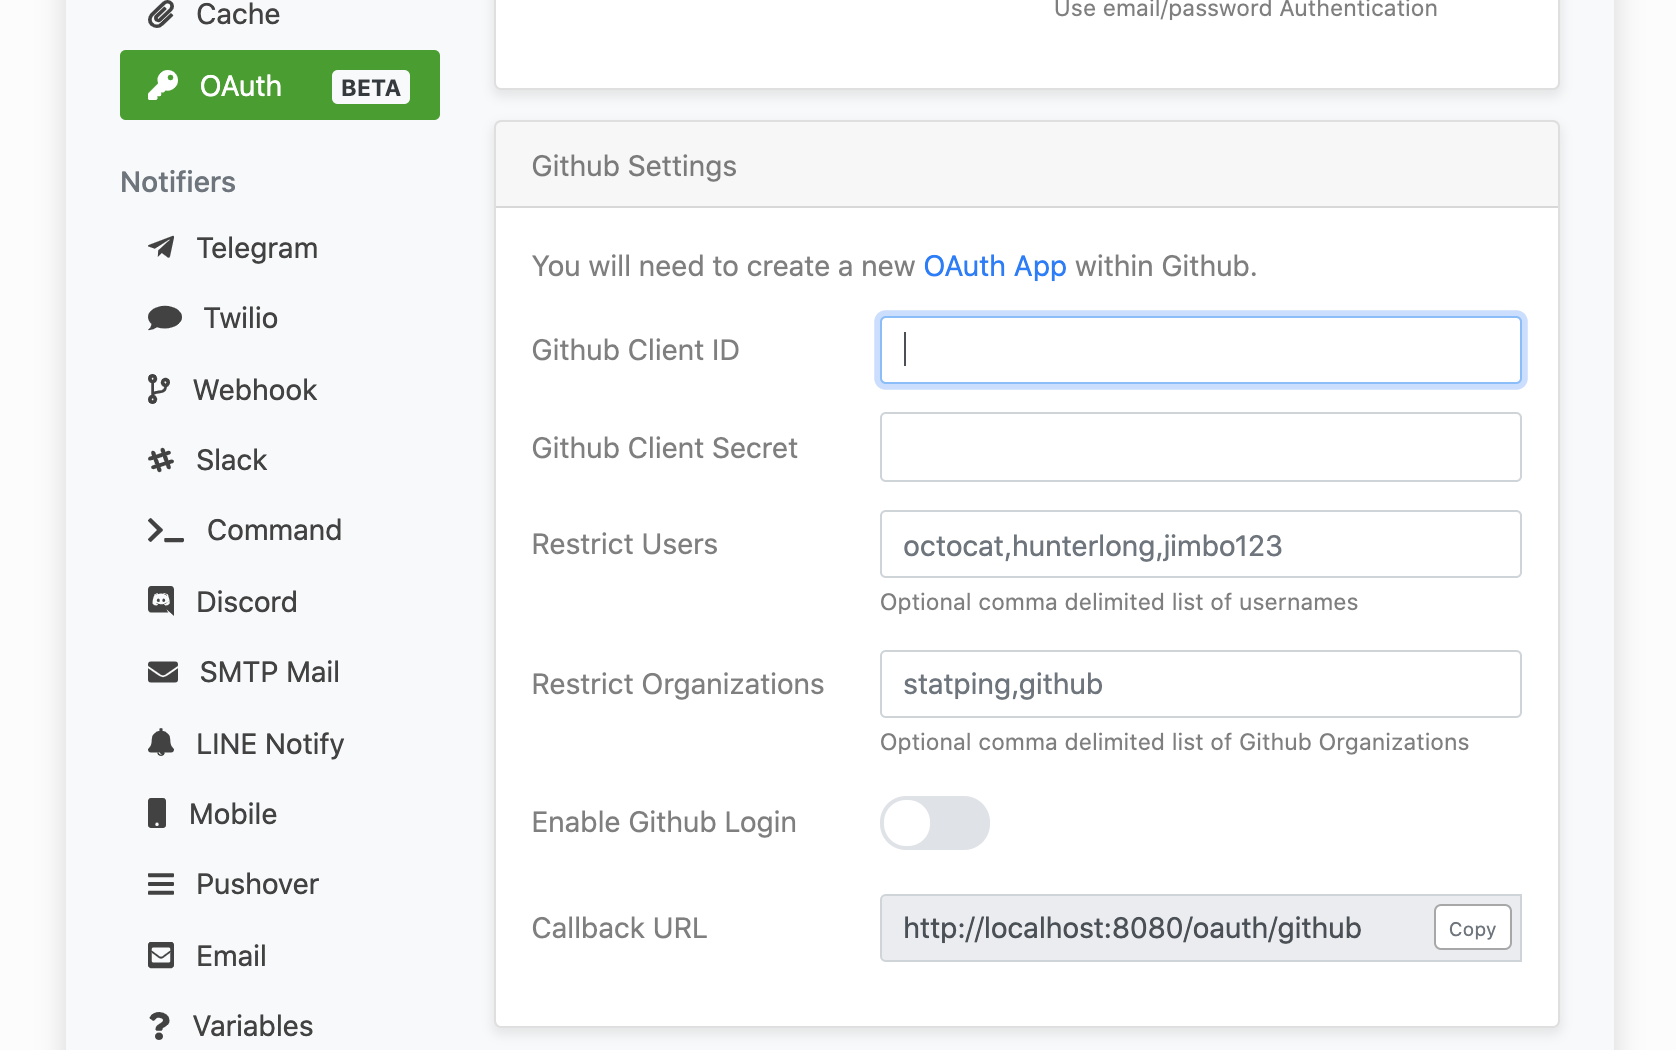 Cache
OAuth BETA
Notifiers
Telegram
Twilio
Webhook
Slack
Command
Discord
SMTP Mail
LINE Notify
Mobile
Pushover
Email
Variables
Use email/password Authentication
Github Settings
You will need to create a new OAuth App within Github.
Github Client ID
Github Client Secret
Restrict Users octocat,hunterlong,jimbo123
Optional comma delimited list of usernames
Restrict Organizations statping,github
Optional comma delimited list of Github Organizations
Enable Github Login
Callback URL http://localhost:8080/oauth/github Copy